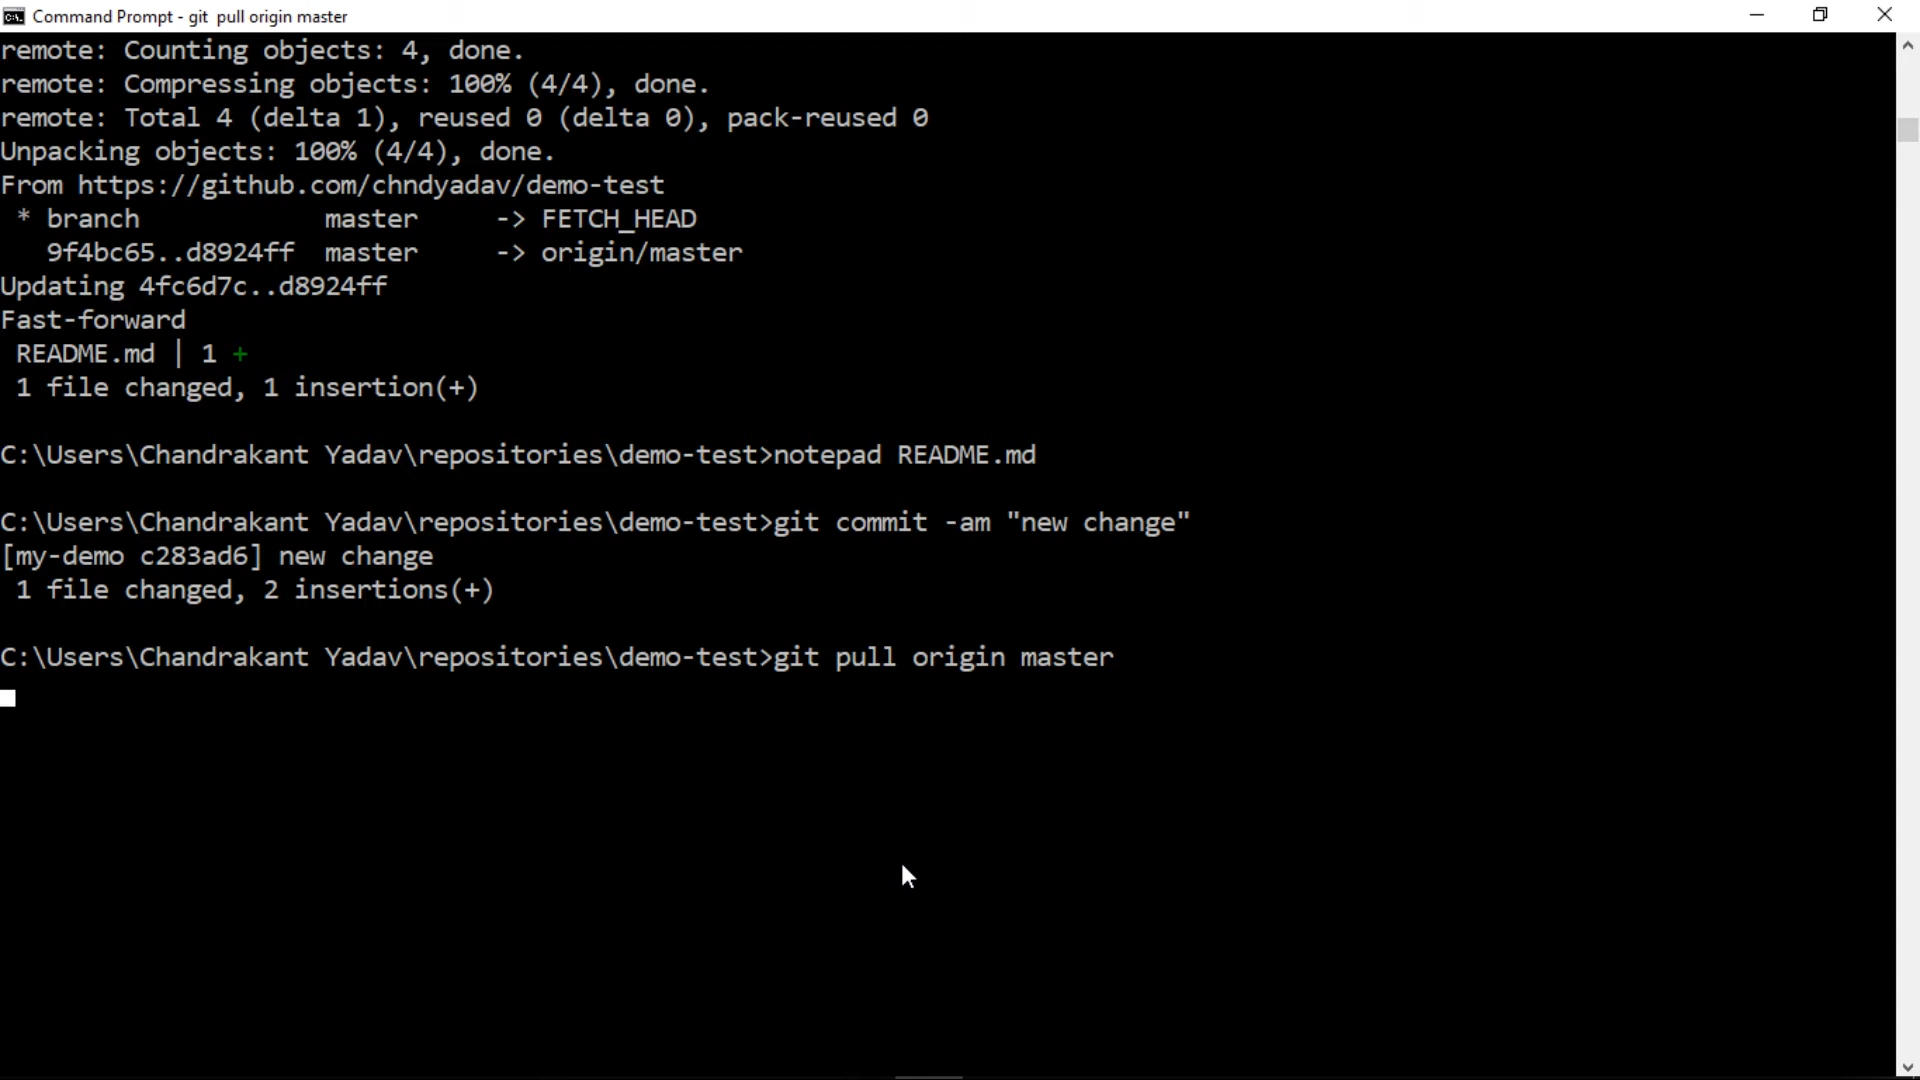 Command Prompt - git  pull origin master
remote: Counting objects: 4, done.
remote: Compressing objects: 100% (4/4), done.
remote: Total 4 (delta 1), reused 0 (delta 0), pack-reused 0
Unpacking objects: 100% (4/4), done.
From https://github.com/chndyadav/demo-test
 * branch            master     -> FETCH_HEAD
   9f4bc65..d8924ff  master     -> origin/master
Updating 4fc6d7c..d8924ff
Fast-forward
 README.md | 1 +
 1 file changed, 1 insertion(+)
C:\Users\Chandrakant Yadav\repositories\demo-test>notepad README.md
C:\Users\Chandrakant Yadav\repositories\demo-test>git commit -am "new change"
[my-demo c283ad6] new change
 1 file changed, 2 insertions(+)
C:\Users\Chandrakant Yadav\repositories\demo-test>git pull origin master